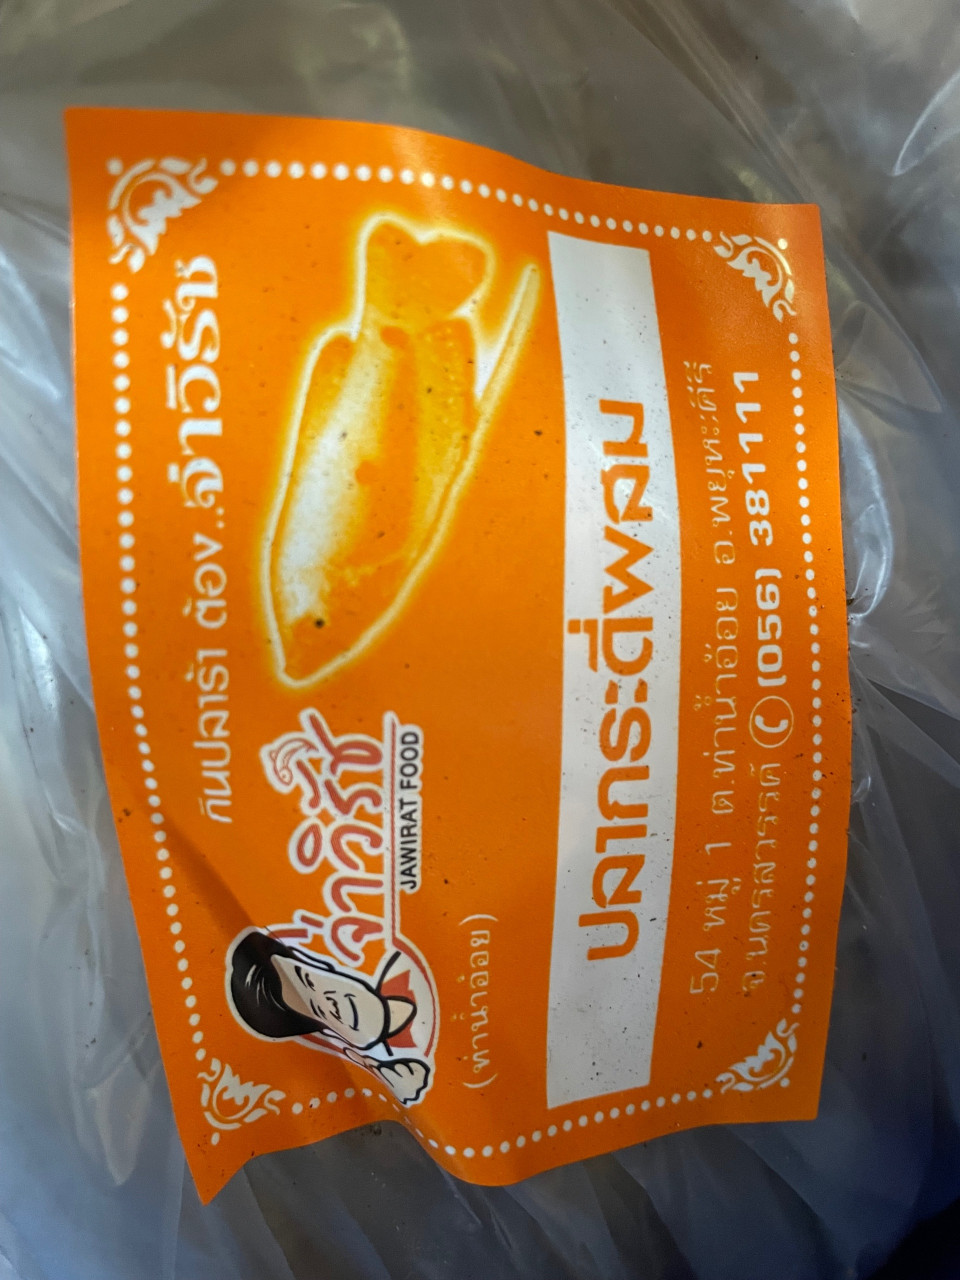 กินปลาร้า ต้อง..จ่าวิรัช
จ่าวิรัช
JAWIRAT FOOD
(ท่าน้ำอ้อย)
ปลากระดี่ผสม
54 หมู่ 1 ต.ท่าน้ำอ้อย อ.พยุหะคีรี
จ.นครสวรรค์ (056) 381111